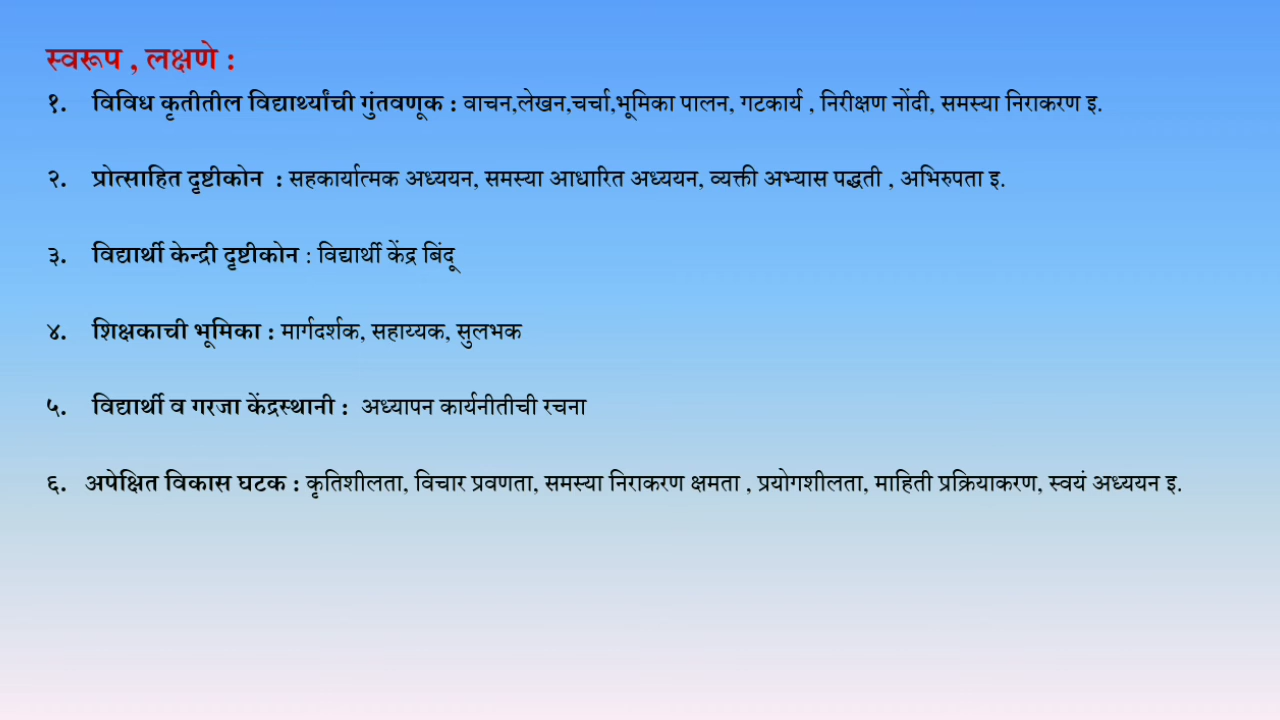 स्वरूप , लक्षणे :
१. विविध कृतीतील विद्यार्थ्यांची गुंतवणूक : वाचन,लेखन,चर्चा,भूमिका पालन, गटकार्य , निरीक्षण नोंदी, समस्या निराकरण इ.
२. प्रोत्साहित दृष्टीकोन : सहकार्यात्मक अध्ययन, समस्या आधारित अध्ययन, व्यक्ती अभ्यास पद्धती , अभिरुपता इ.
३. विद्यार्थी केन्द्री दृष्टीकोन : विद्यार्थी केंद्र बिंदू
४. शिक्षकाची भूमिका : मार्गदर्शक, सहाय्यक, सुलभक
५. विद्यार्थी व गरजा केंद्रस्थानी : अध्यापन कार्यनीतीची रचना
६. अपेक्षित विकास घटक : कृतिशीलता, विचार प्रवणता, समस्या निराकरण क्षमता , प्रयोगशीलता, माहिती प्रक्रियाकरण, स्वयं अध्ययन इ.